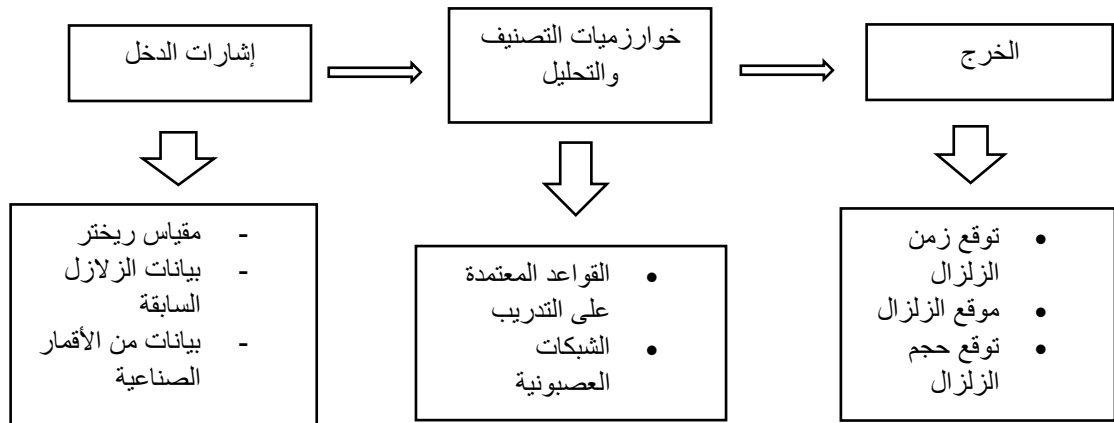 إشارات الدخل
خوارزميات التصنيف
والتحليل
الخرج
- مقياس ريختر
- بيانات الزلازل
السابقة
- بيانات من الأقمار
الصناعية
• القواعد المعتمدة
على التدريب
• الشبكات
العصبونية
• توقع زمن
الزلزال
• موقع الزلزال
• توقع حجم
الزلزال